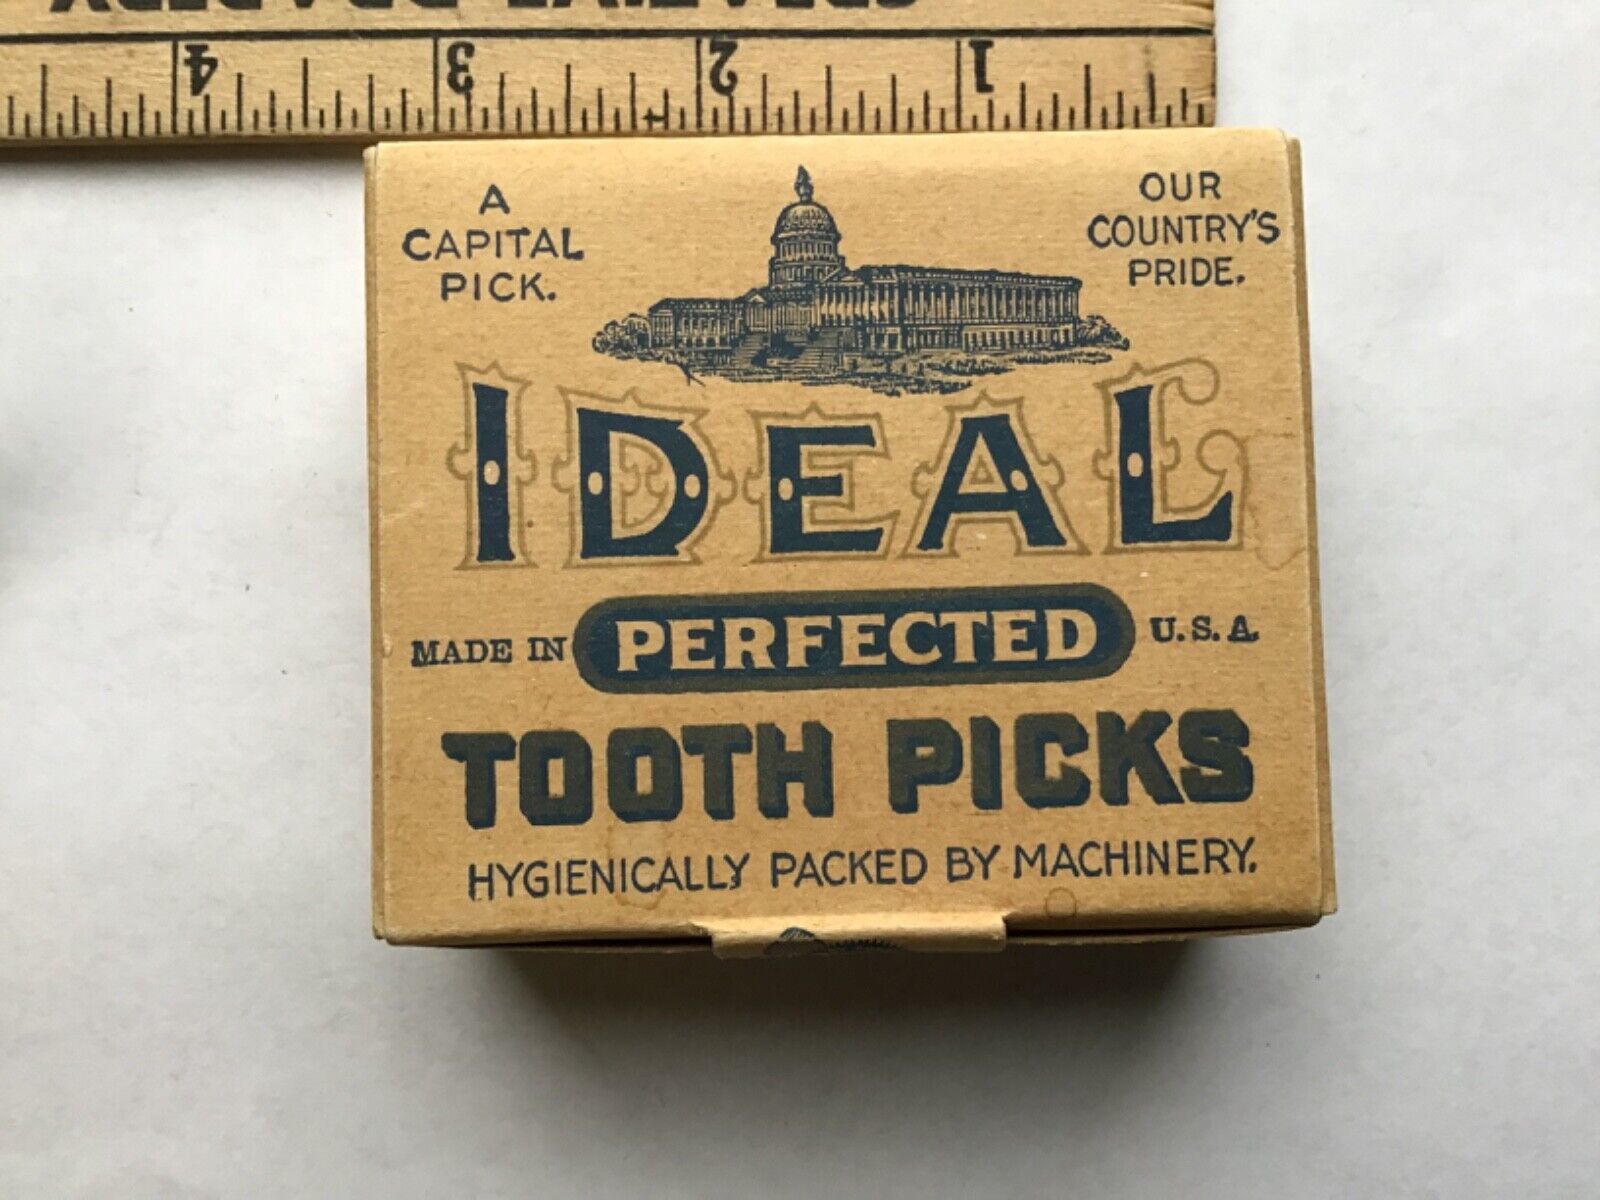 4 3 2 1
A
CAPITAL
PICK.
OUR
COUNTRY'S
PRIDE.
IDEAL
MADE IN PERFECTED U.S.A.
TOOTH PICKS
HYGIENICALLY PACKED BY MACHINERY.